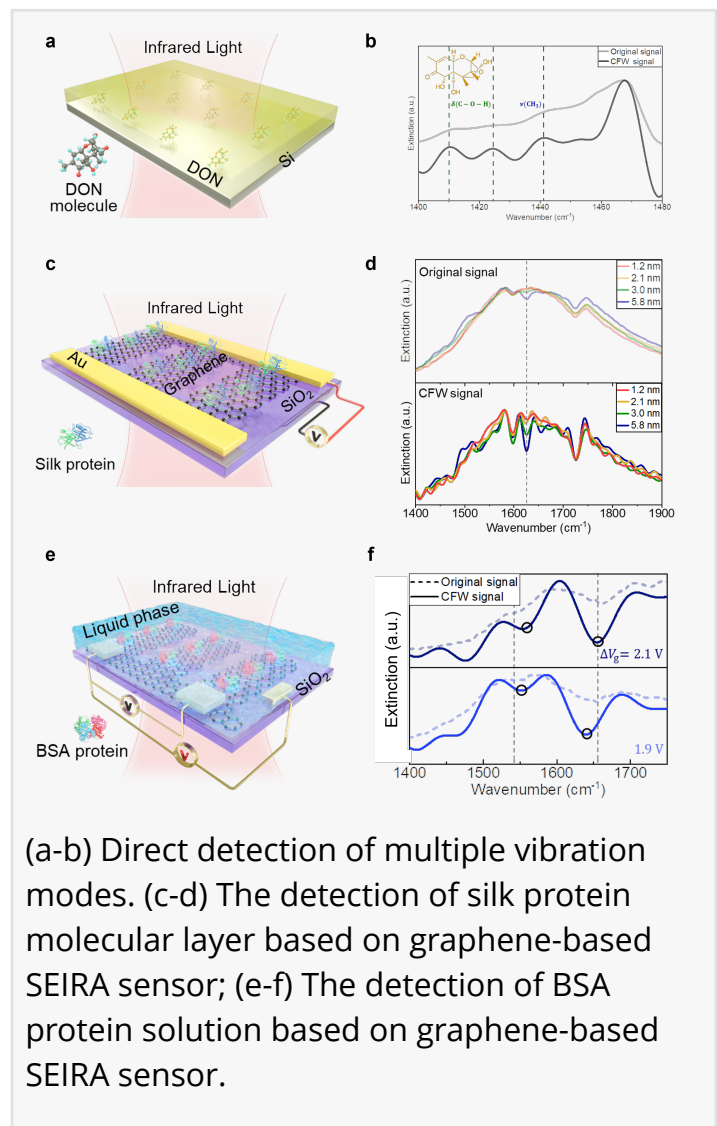 a
Infrared Light
DON
Si
DON
molecule
b
Original signal
CFW signal
δ(C − O − H)
ν(CH₃)
Extinction (a.u.)
1400 1420 1440 1460 1480
Wavenumber (cm⁻¹)
c
Infrared Light
Au
Graphene
SiO₂
V
Silk protein
d
Original signal
1.2 nm
2.1 nm
3.0 nm
5.8 nm
Extinction (a.u.)
CFW signal
1.2 nm
2.1 nm
3.0 nm
5.8 nm
Extinction (a.u.)
1400 1500 1600 1700 1800 1900
Wavenumber (cm⁻¹)
e
Infrared Light
Liquid phase
SiO₂
V
V
BSA protein
f
Original signal
CFW signal
ΔVg= 2.1 V
1.9 V
Extinction (a.u.)
1400 1500 1600 1700
Wavenumber (cm⁻¹)
(a-b) Direct detection of multiple vibration
modes. (c-d) The detection of silk protein
molecular layer based on graphene-based
SEIRA sensor; (e-f) The detection of BSA
protein solution based on graphene-based
SEIRA sensor.